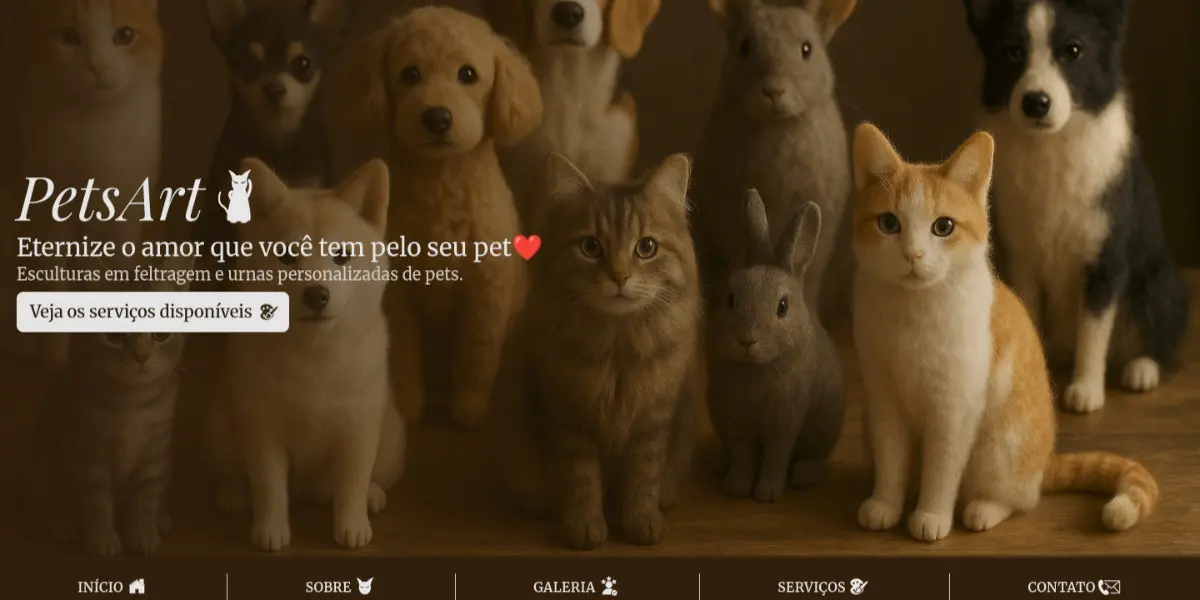 PetsArt
Eternize o amor que você tem pelo seu pet❤️
Esculturas em feltragem e urnas personalizadas de pets.
Veja os serviços disponíveis
INÍCIO
SOBRE
GALERIA
SERVIÇOS
CONTATO